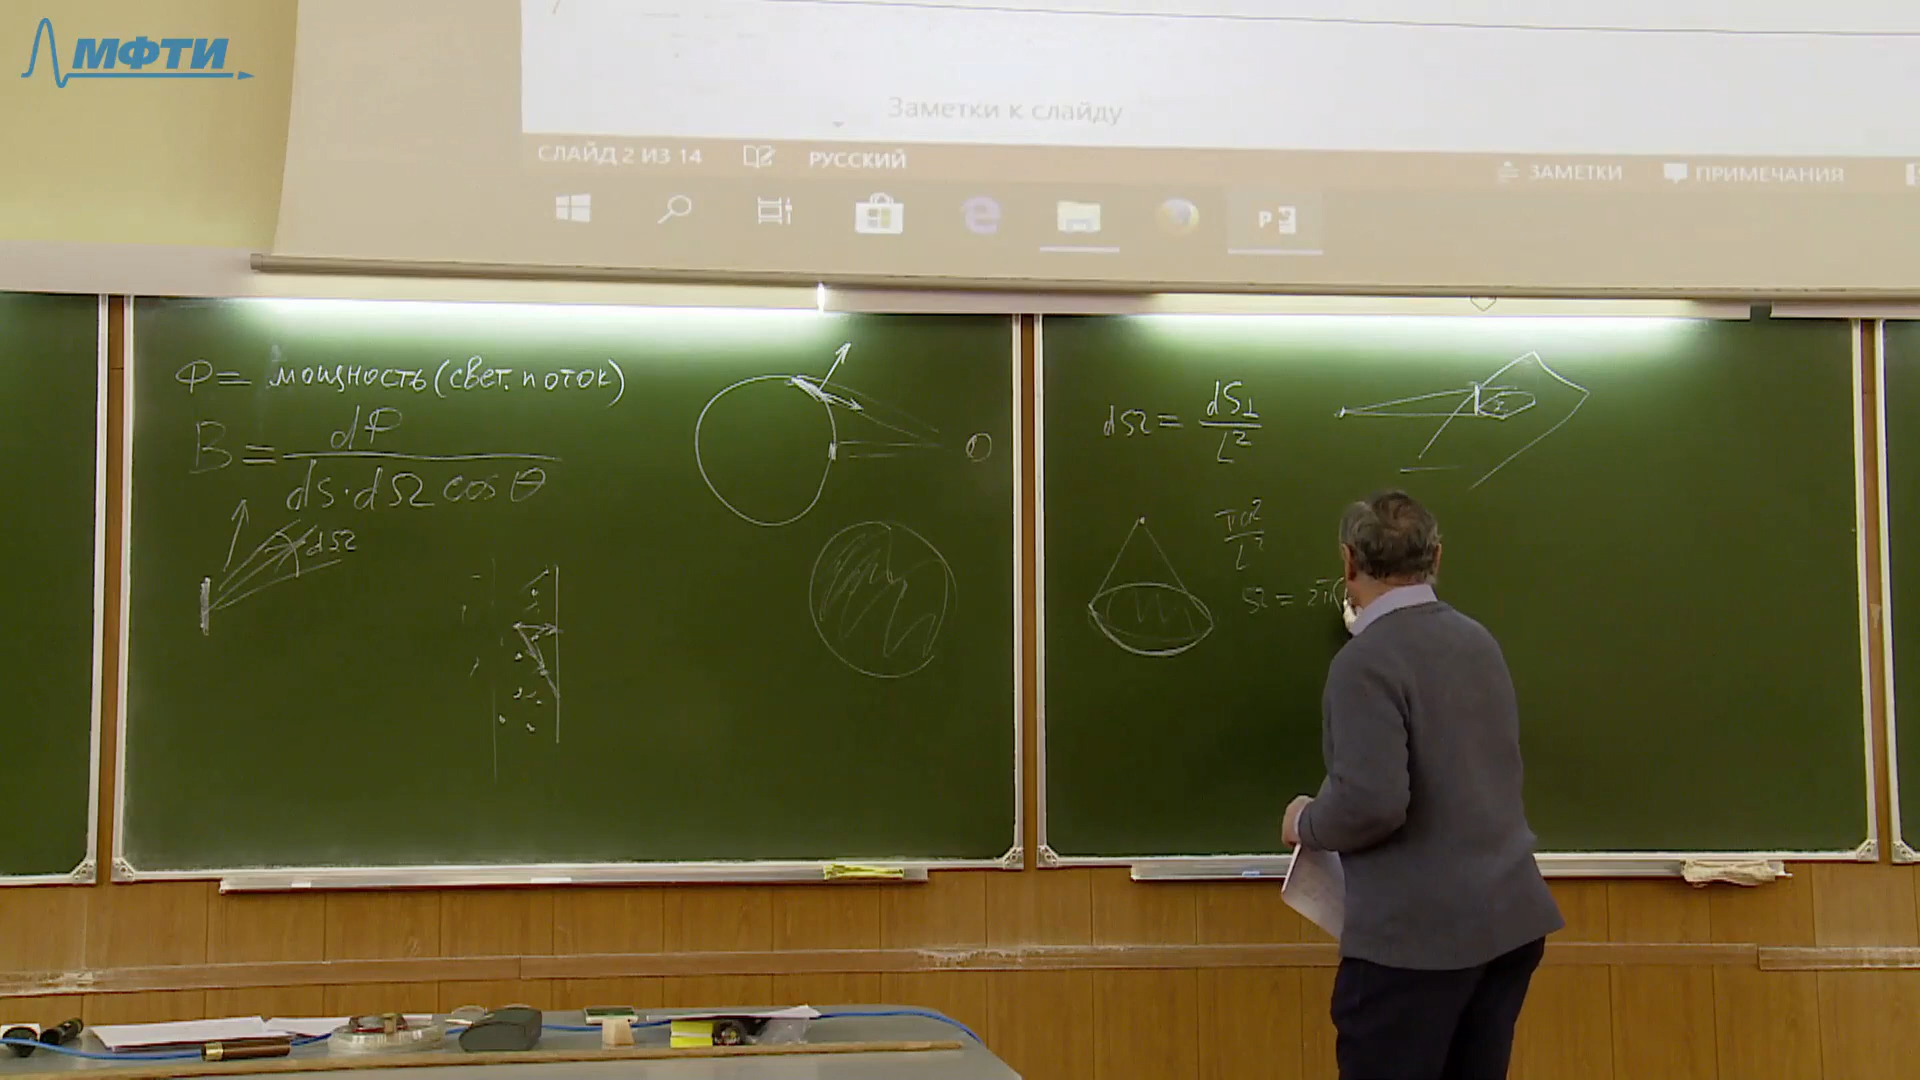 МФТИ
Заметки к слайду
СЛАЙД 2 ИЗ 14
РУССКИЙ
ЗАМЕТКИ
ПРИМЕЧАНИЯ
Ф = мощность (свет. поток)
B = dФ / dS·dΩ cos θ
dΩ
dΩ = dS⊥ / L²
πa² / L²
Ω = 2π(